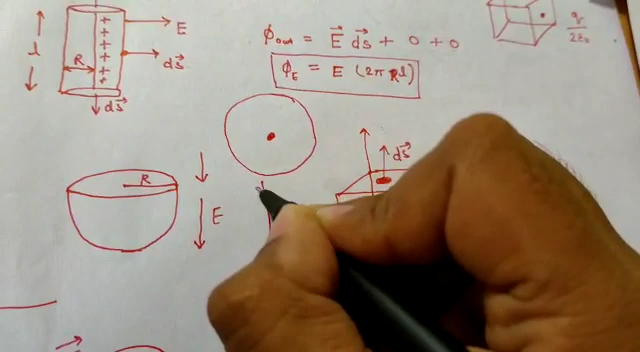 l
R
+
+
+
+
+
+
E
ds⃗
ds⃗
ϕout = E⃗ ds⃗ + 0 + 0
ϕE = E (2πRl)
q/2ε₀
R
E
ds⃗